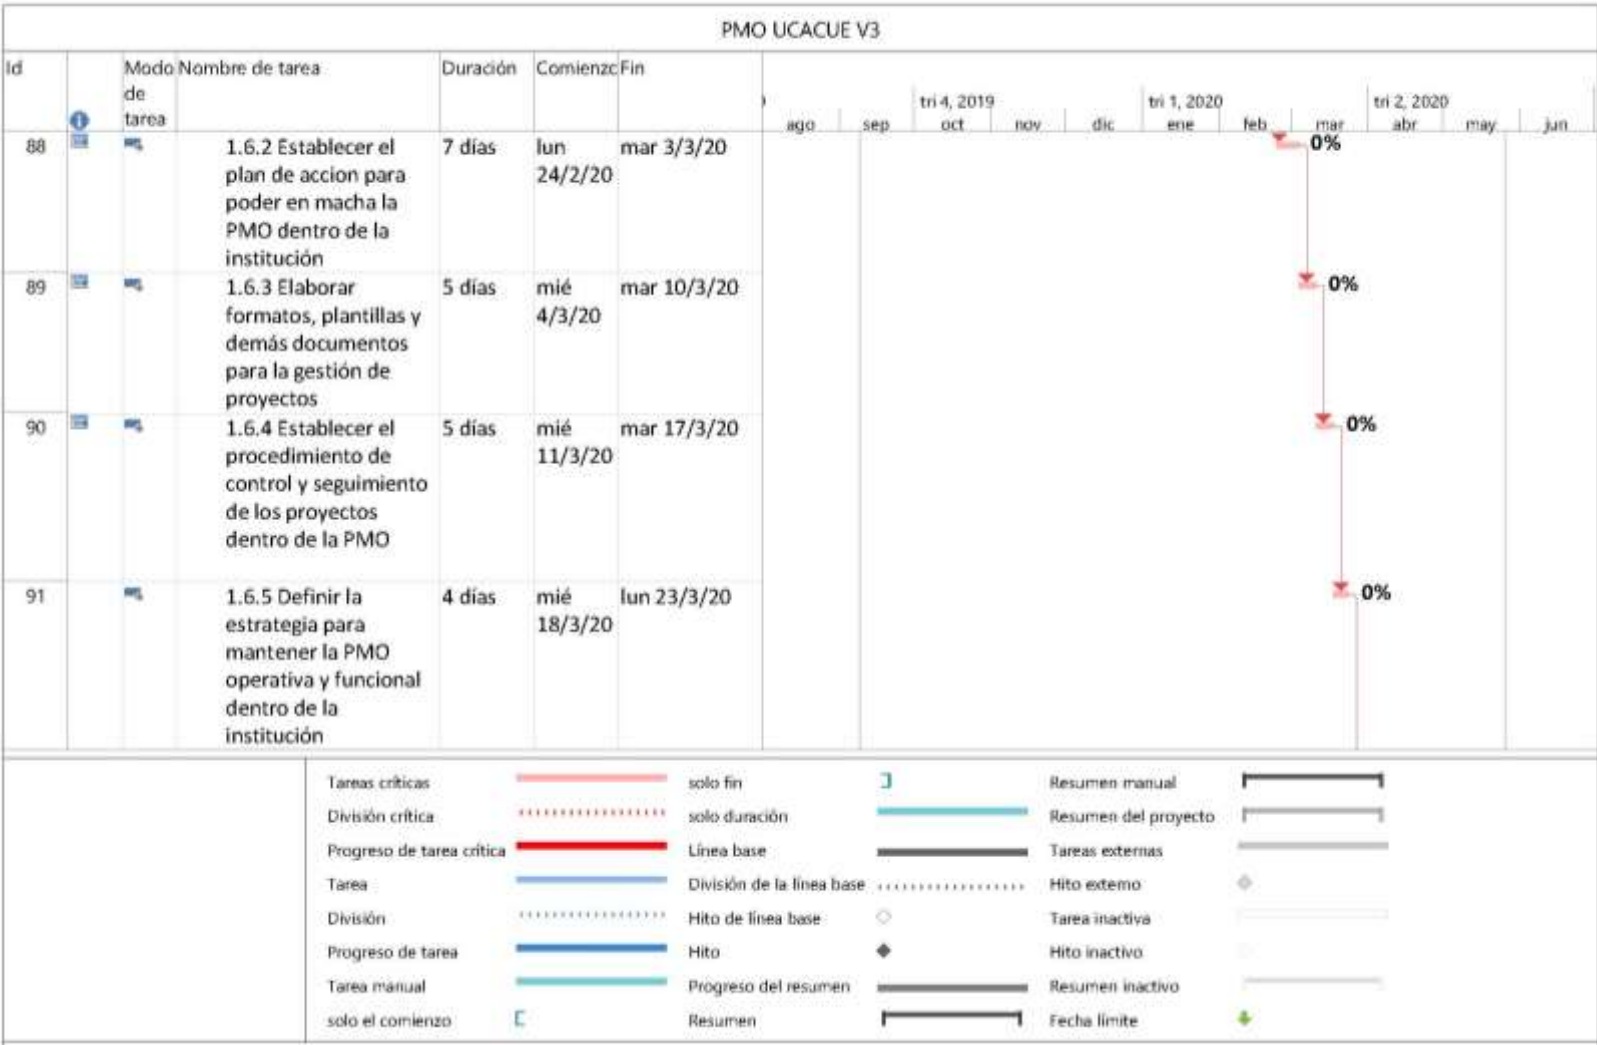 PMO UCACUE V3
Id
Modo Nombre de tarea Duración Comienzo Fin
de
tarea
tri 4, 2019 tri 1, 2020 tri 2, 2020
ago sep oct nov dic ene feb mar abr may jun
88 1.6.2 Establecer el 7 días lun mar 3/3/20 0%
plan de accion para 24/2/20
poder en macha la
PMO dentro de la
institución
89 1.6.3 Elaborar 5 días mié mar 10/3/20 0%
formatos, plantillas y 4/3/20
demás documentos
para la gestión de
proyectos
90 1.6.4 Establecer el 5 días mié mar 17/3/20 0%
procedimiento de 11/3/20
control y seguimiento
de los proyectos
dentro de la PMO
91 1.6.5 Definir la 4 días mié lun 23/3/20 0%
estrategia para 18/3/20
mantener la PMO
operativa y funcional
dentro de la
institución
Tareas críticas solo fin Resumen manual
División crítica solo duración Resumen del proyecto
Progreso de tarea crítica Línea base Tareas externas
Tarea División de la línea base Hito externo
División Hito de línea base Tarea inactiva
Progreso de tarea Hito Hito inactivo
Tarea manual Progreso del resumen Resumen inactivo
solo el comienzo Resumen Fecha límite